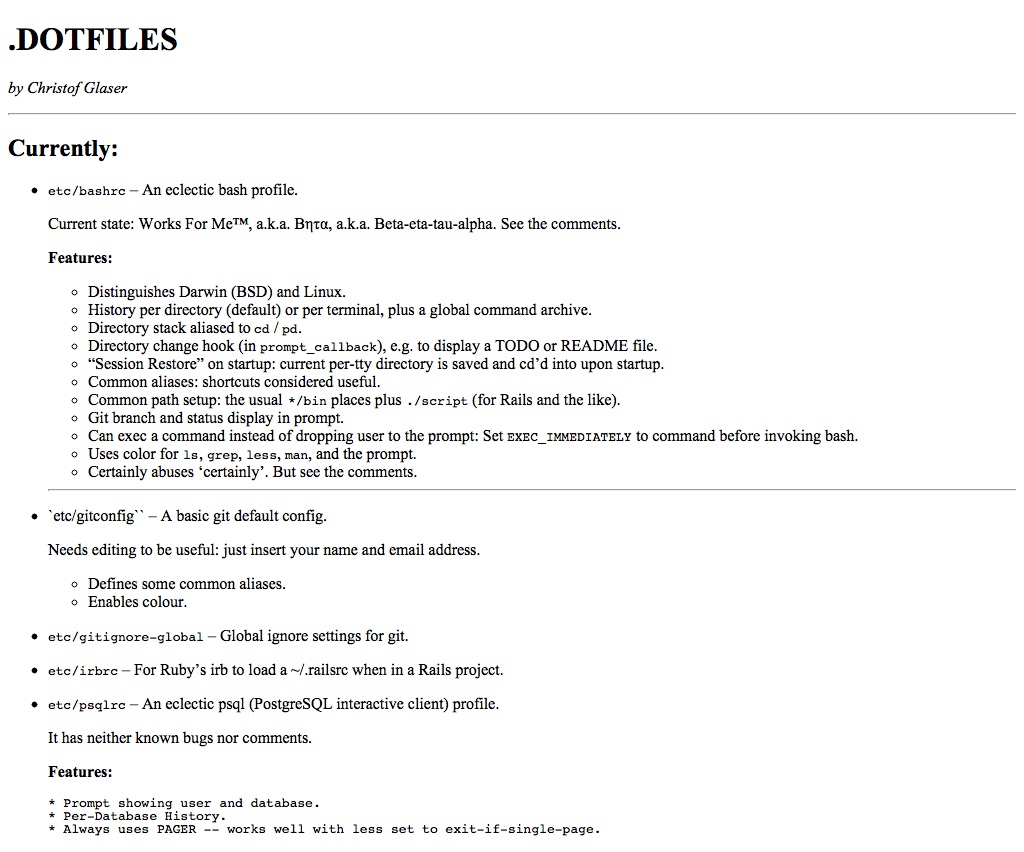 .DOTFILES
by Christof Glaser
Currently:
• etc/bashrc – An eclectic bash profile.
Current state: Works For Me™, a.k.a. Βητα, a.k.a. Beta-eta-tau-alpha. See the comments.
Features:
◦ Distinguishes Darwin (BSD) and Linux.
◦ History per directory (default) or per terminal, plus a global command archive.
◦ Directory stack aliased to cd / pd.
◦ Directory change hook (in prompt_callback), e.g. to display a TODO or README file.
◦ “Session Restore” on startup: current per-tty directory is saved and cd’d into upon startup.
◦ Common aliases: shortcuts considered useful.
◦ Common path setup: the usual */bin places plus ./script (for Rails and the like).
◦ Git branch and status display in prompt.
◦ Can exec a command instead of dropping user to the prompt: Set EXEC_IMMEDIATELY to command before invoking bash.
◦ Uses color for ls, grep, less, man, and the prompt.
◦ Certainly abuses ‘certainly’. But see the comments.
• `etc/gitconfig`` – A basic git default config.
Needs editing to be useful: just insert your name and email address.
◦ Defines some common aliases.
◦ Enables colour.
• etc/gitignore-global – Global ignore settings for git.
• etc/irbrc – For Ruby’s irb to load a ~/.railsrc when in a Rails project.
• etc/psqlrc – An eclectic psql (PostgreSQL interactive client) profile.
It has neither known bugs nor comments.
Features:
* Prompt showing user and database.
* Per-Database History.
* Always uses PAGER -- works well with less set to exit-if-single-page.